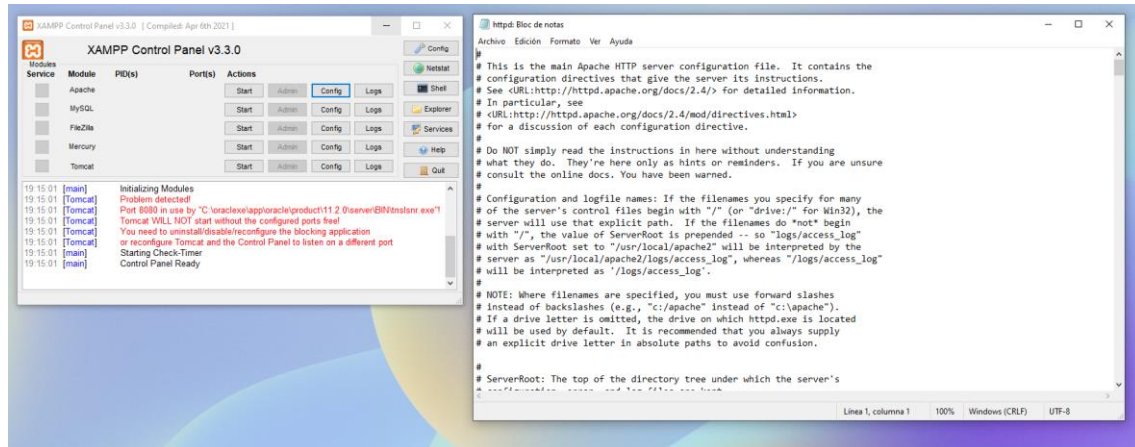 XAMPP Control Panel v3.3.0 [ Compiled: Apr 6th 2021 ]
XAMPP Control Panel v3.3.0
Config
Modules
Service Module PID(s) Port(s) Actions
Netstat
Apache Start Admin Config Logs
Shell
MySQL Start Admin Config Logs
Explorer
FileZilla Start Admin Config Logs
Services
Mercury Start Admin Config Logs
Help
Tomcat Start Admin Config Logs
Quit
19:15:01 [main] Initializing Modules
19:15:01 [Tomcat] Problem detected!
19:15:01 [Tomcat] Port 8080 in use by "C:\oraclexe\app\oracle\product\11.2.0\server\BIN\tnslsnr.exe"!
19:15:01 [Tomcat] Tomcat WILL NOT start without the configured ports free!
19:15:01 [Tomcat] You need to uninstall/disable/reconfigure the blocking application
19:15:01 [Tomcat] or reconfigure Tomcat and the Control Panel to listen on a different port
19:15:01 [main] Starting Check-Timer
19:15:01 [main] Control Panel Ready
httpd: Bloc de notas
Archivo Edición Formato Ver Ayuda
#
# This is the main Apache HTTP server configuration file. It contains the
# configuration directives that give the server its instructions.
# See <URL:http://httpd.apache.org/docs/2.4/> for detailed information.
# In particular, see
# <URL:http://httpd.apache.org/docs/2.4/mod/directives.html>
# for a discussion of each configuration directive.
#
# Do NOT simply read the instructions in here without understanding
# what they do. They're here only as hints or reminders. If you are unsure
# consult the online docs. You have been warned.
#
# Configuration and logfile names: If the filenames you specify for many
# of the server's control files begin with "/" (or "drive:/" for Win32), the
# server will use that explicit path. If the filenames do *not* begin
# with "/", the value of ServerRoot is prepended -- so "logs/access_log"
# with ServerRoot set to "/usr/local/apache2" will be interpreted by the
# server as "/usr/local/apache2/logs/access_log", whereas "/logs/access_log"
# will be interpreted as '/logs/access_log'.
#
# NOTE: Where filenames are specified, you must use forward slashes
# instead of backslashes (e.g., "c:/apache" instead of "c:\apache").
# If a drive letter is omitted, the drive on which httpd.exe is located
# will be used by default. It is recommended that you always supply
# an explicit drive letter in absolute paths to avoid confusion.
#
# ServerRoot: The top of the directory tree under which the server's
Línea 1, columna 1 100% Windows (CRLF) UTF-8